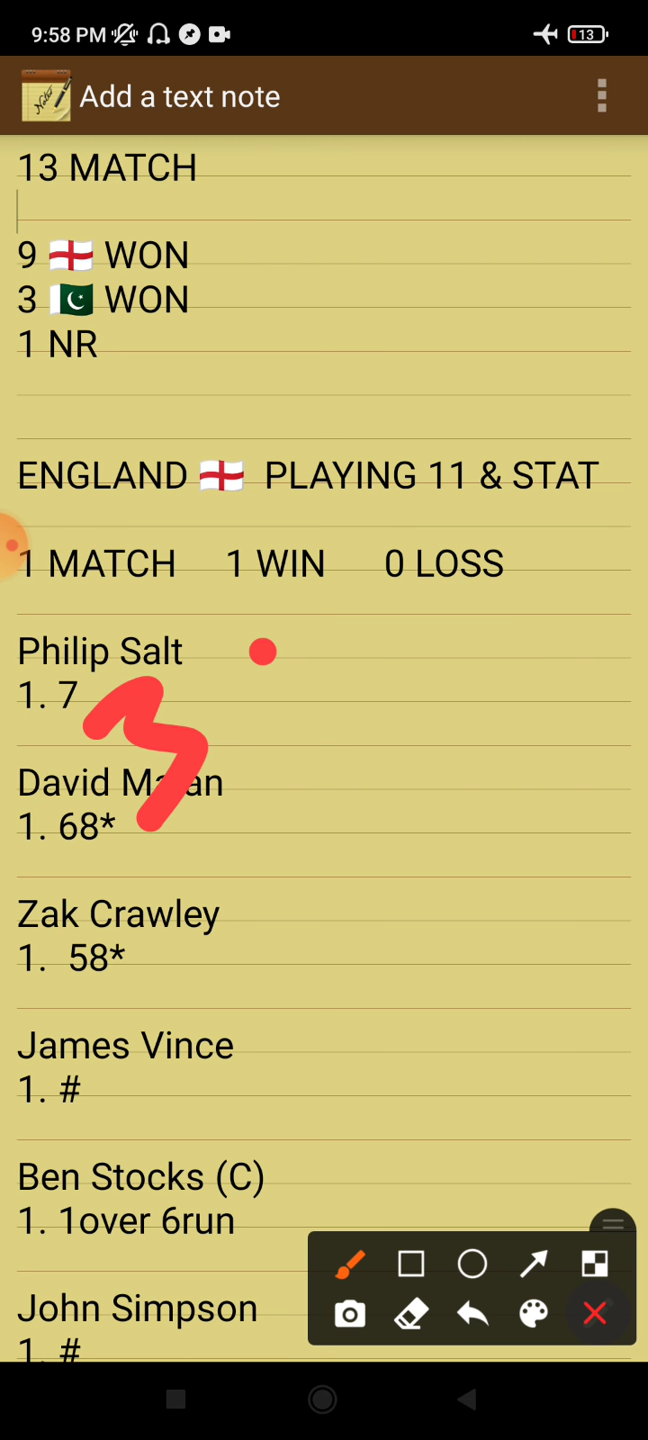 9:58 PM
13
Add a text note
13 MATCH
9 🏴󠁧󠁢󠁥󠁮󠁧󠁿 WON
3 🇵🇰 WON
1 NR
ENGLAND 🏴󠁧󠁢󠁥󠁮󠁧󠁿 PLAYING 11 & STAT
1 MATCH 1 WIN 0 LOSS
Philip Salt
1. 7
David Malan
1. 68*
Zak Crawley
1. 58*
James Vince
1. #
Ben Stocks (C)
1. 1over 6run
John Simpson
1. #